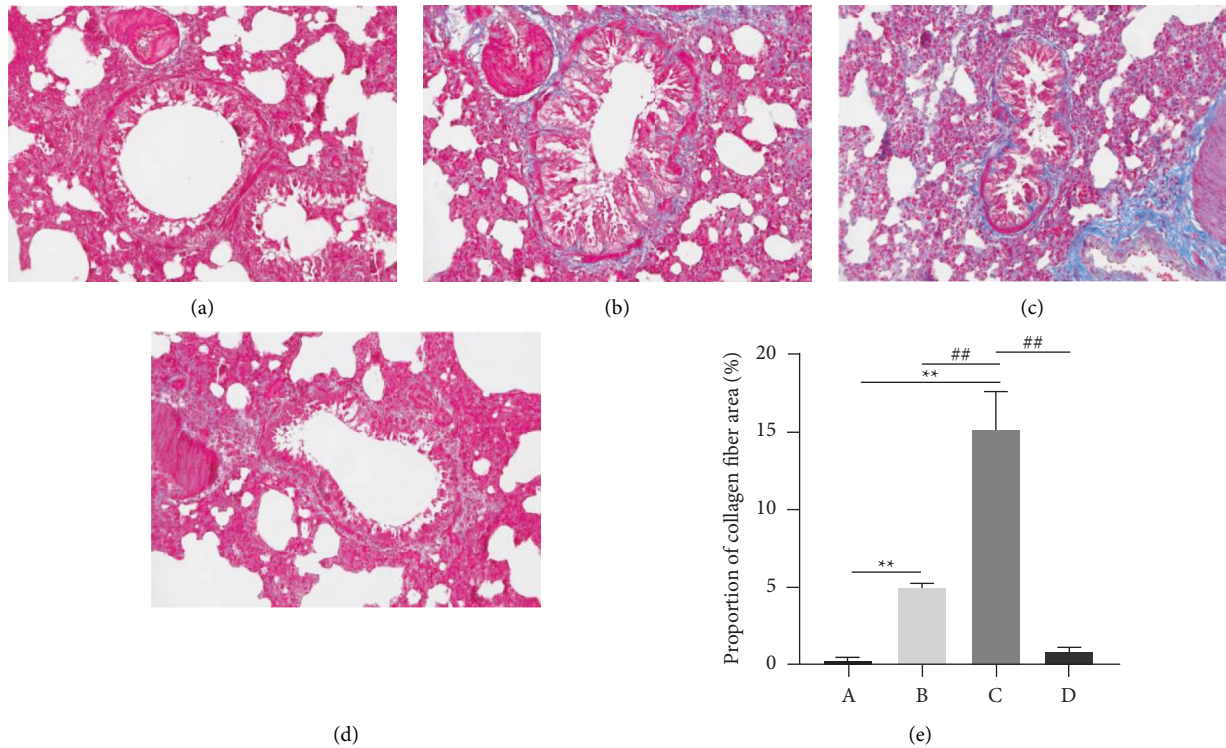 (a)
(b)
(c)
20
15
10
5
0
Proportion of collagen fiber area (%)
##
##
**
**
A
B
C
D
(d)
(e)